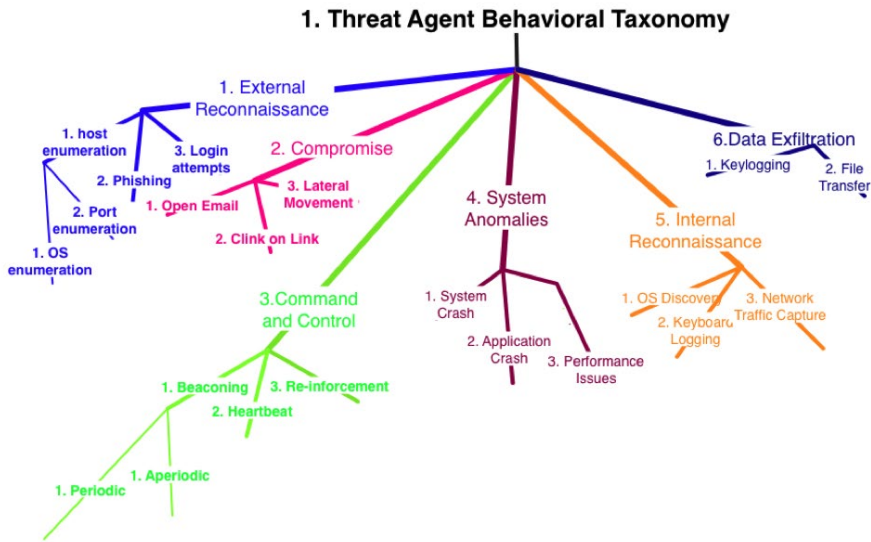 1. Threat Agent Behavioral Taxonomy
1. External
Reconnaissance
1. host
enumeration
2. Phishing
3. Login
attempts
1. OS
enumeration
2. Port
enumeration
2. Compromise
1. Open Email
2. Clink on Link
3. Lateral
Movement
3.Command
and Control
1. Beaconing
2. Heartbeat
3. Re-inforcement
1. Periodic
1. Aperiodic
4. System
Anomalies
1. System
Crash
2. Application
Crash
3. Performance
Issues
5. Internal
Reconnaissance
1. OS Discovery
2. Keyboard
Logging
3. Network
Traffic Capture
6.Data Exfiltration
1. Keylogging
2. File
Transfer